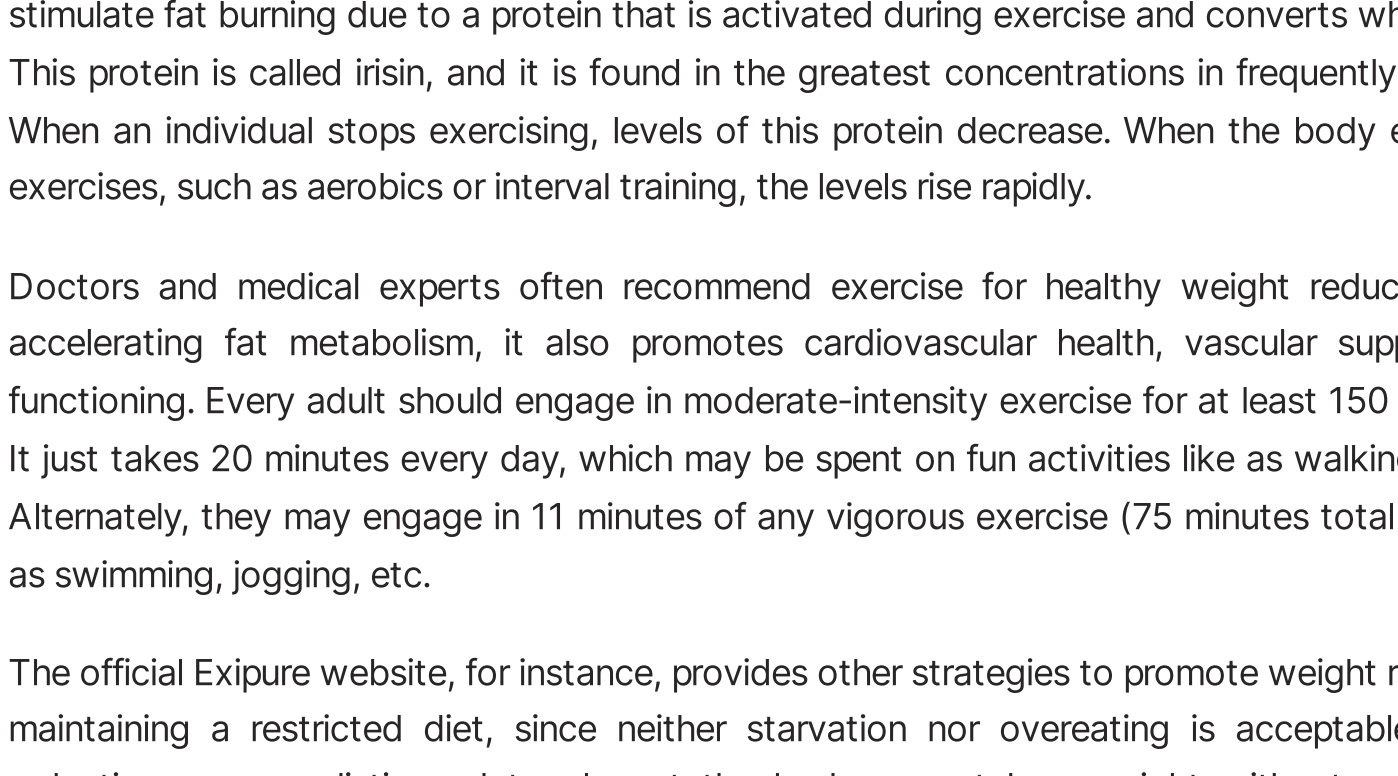 stimulate fat burning due to a protein that is activated during exercise and converts
This protein is called irisin, and it is found in the greatest concentrations in frequently
When an individual stops exercising, levels of this protein decrease. When the body
exercises, such as aerobics or interval training, the levels rise rapidly.
Doctors and medical experts often recommend exercise for healthy weight
accelerating fat metabolism, it also promotes cardiovascular health, vascular
functioning. Every adult should engage in moderate-intensity exercise for at least 150
It just takes 20 minutes every day, which may be spent on fun activities like as
Alternately, they may engage in 11 minutes of any vigorous exercise (75 minutes total
as swimming, jogging, etc.
The official Exipure website, for instance, provides other strategies to promote weight
maintaining a restricted diet, since neither starvation nor overeating is acceptable